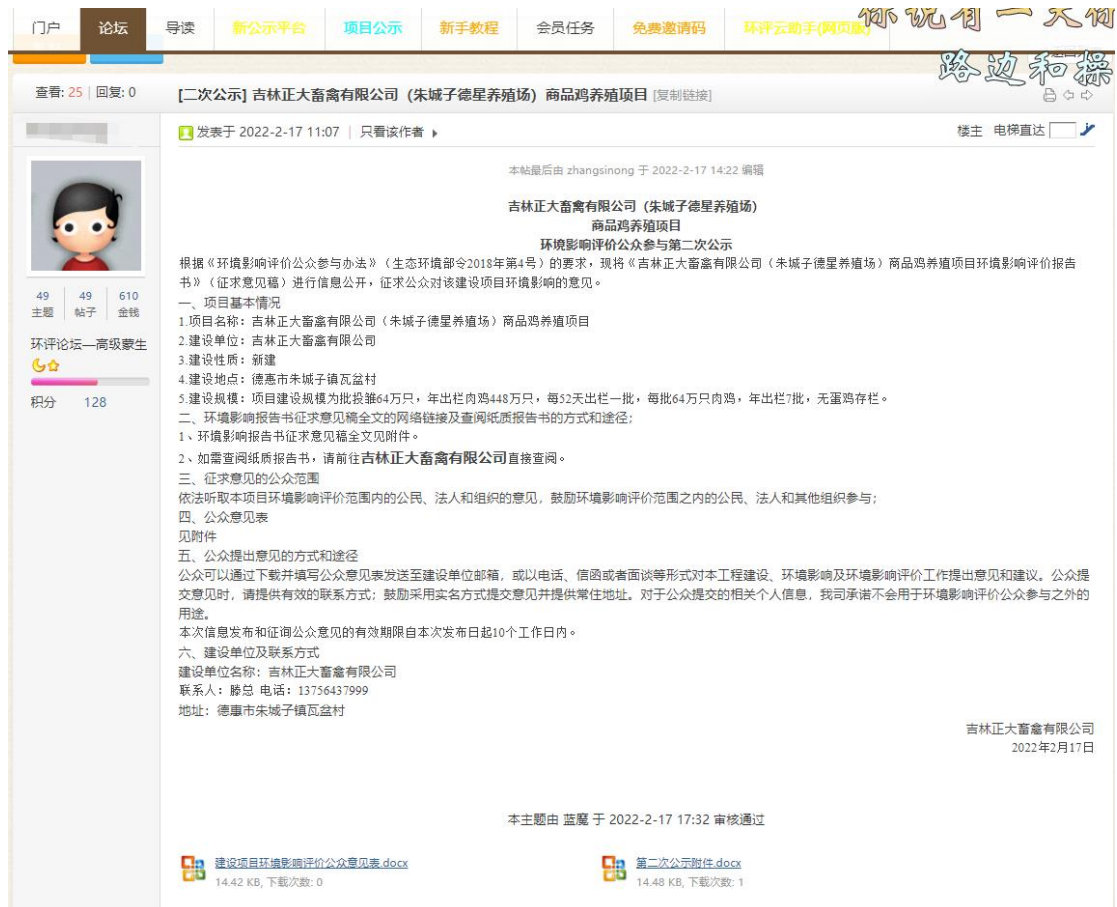 门户 论坛 导读 新公示平台 项目公示 新手教程 会员任务 免费邀请码 环评云助手(网页版)
你说有一天有
路边和操
查看: 25 | 回复: 0
[二次公示] 吉林正大畜禽有限公司（朱城子德星养殖场）商品鸡养殖项目 [复制链接]
发表于 2022-2-17 11:07 | 只看该作者
楼主 电梯直达
本帖最后由 zhangsinong 于 2022-2-17 14:22 编辑
吉林正大畜禽有限公司（朱城子德星养殖场）
商品鸡养殖项目
环境影响评价公众参与第二次公示
根据《环境影响评价公众参与办法》（生态环境部令2018年第4号）的要求，现将《吉林正大畜禽有限公司（朱城子德星养殖场）商品鸡养殖项目环境影响评价报告
书》（征求意见稿）进行信息公开，征求公众对该建设项目环境影响的意见。
一、项目基本情况
1.项目名称：吉林正大畜禽有限公司（朱城子德星养殖场）商品鸡养殖项目
2.建设单位：吉林正大畜禽有限公司
3.建设性质：新建
4.建设地点：德惠市朱城子镇瓦盆村
5.建设规模：项目建设规模为批投雏64万只，年出栏肉鸡448万只，每52天出栏一批，每批64万只肉鸡，年出栏7批，无蛋鸡存栏。
二、环境影响报告书征求意见稿全文的网络链接及查阅纸质报告书的方式和途径；
1、环境影响报告书征求意见稿全文见附件。
2、如需查阅纸质报告书，请前往吉林正大畜禽有限公司直接查阅。
三、征求意见的公众范围
依法听取本项目环境影响评价范围内的公民、法人和组织的意见，鼓励环境影响评价范围之内的公民、法人和其他组织参与；
四、公众意见表
见附件
五、公众提出意见的方式和途径
公众可以通过下载并填写公众意见表发送至建设单位邮箱，或以电话、信函或者面谈等形式对本工程建设、环境影响及环境影响评价工作提出意见和建议。公众提
交意见时，请提供有效的联系方式；鼓励采用实名方式提交意见并提供常住地址。对于公众提交的相关个人信息，我司承诺不会用于环境影响评价公众参与之外的
用途。
本次信息发布和征询公众意见的有效期限自本次发布日起10个工作日内。
六、建设单位及联系方式
建设单位名称：吉林正大畜禽有限公司
联系人：滕总 电话：13756437999
地址：德惠市朱城子镇瓦盆村
吉林正大畜禽有限公司
2022年2月17日
49 49 610
主题 帖子 金钱
环评论坛—高级蒙生
积分 128
本主题由 蓝魔 于 2022-2-17 17:32 审核通过
建设项目环境影响评价公众意见表.docx
14.42 KB, 下载次数: 0
第二次公示附件.docx
14.48 KB, 下载次数: 1